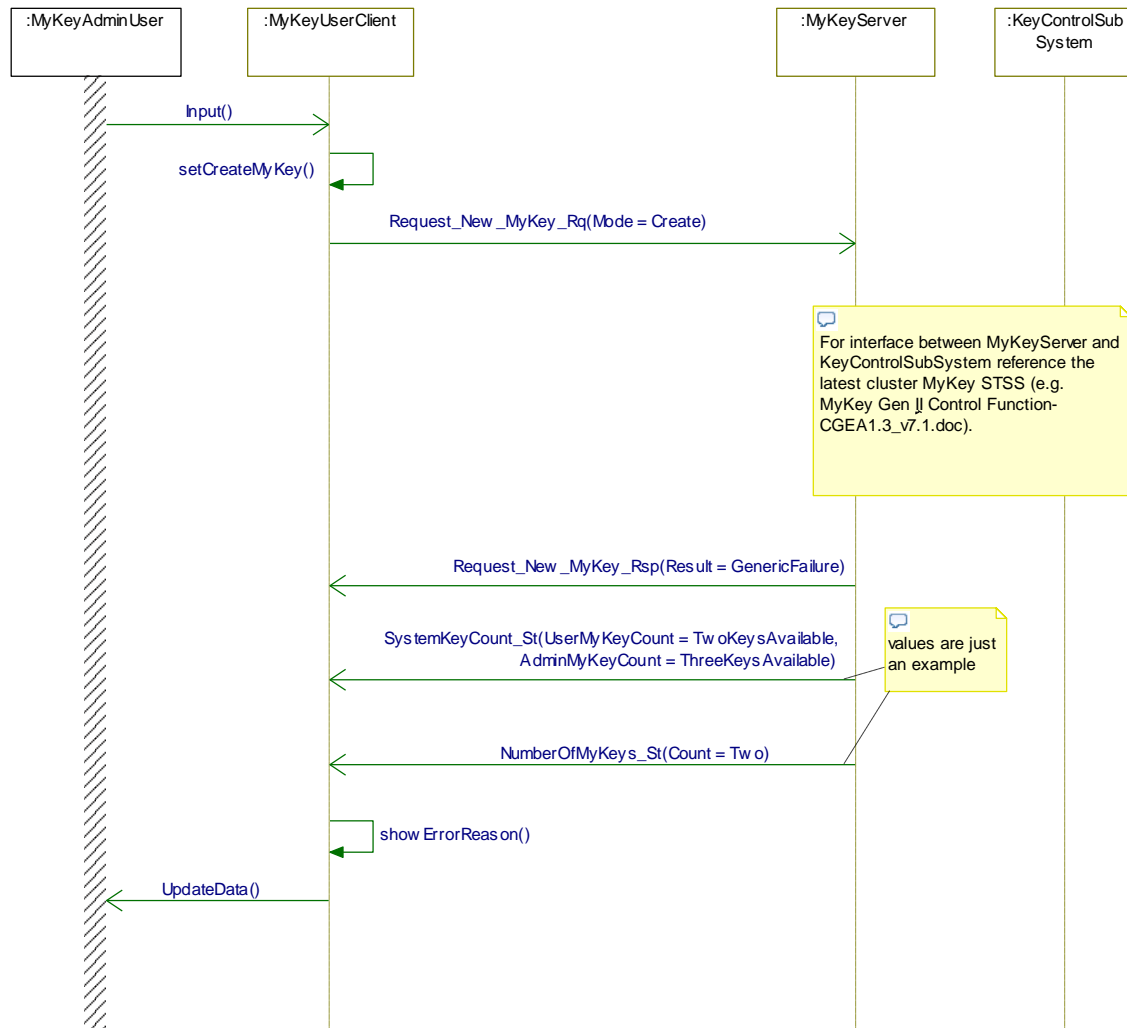 :MyKeyAdminUser
:MyKeyUserClient
:MyKeyServer
:KeyControlSub
System
Input()
setCreateMyKey()
Request_New_MyKey_Rq(Mode = Create)
For interface between MyKeyServer and
KeyControlSubSystem reference the
latest cluster MyKey STSS (e.g.
MyKey Gen II Control Function-
CGEA1.3_v7.1.doc).
Request_New_MyKey_Rsp(Result = GenericFailure)
SystemKeyCount_St(UserMyKeyCount = TwoKeysAvailable,
AdminMyKeyCount = ThreeKeysAvailable)
values are just
an example
NumberOfMyKeys_St(Count = Two)
showErrorReason()
UpdateData()